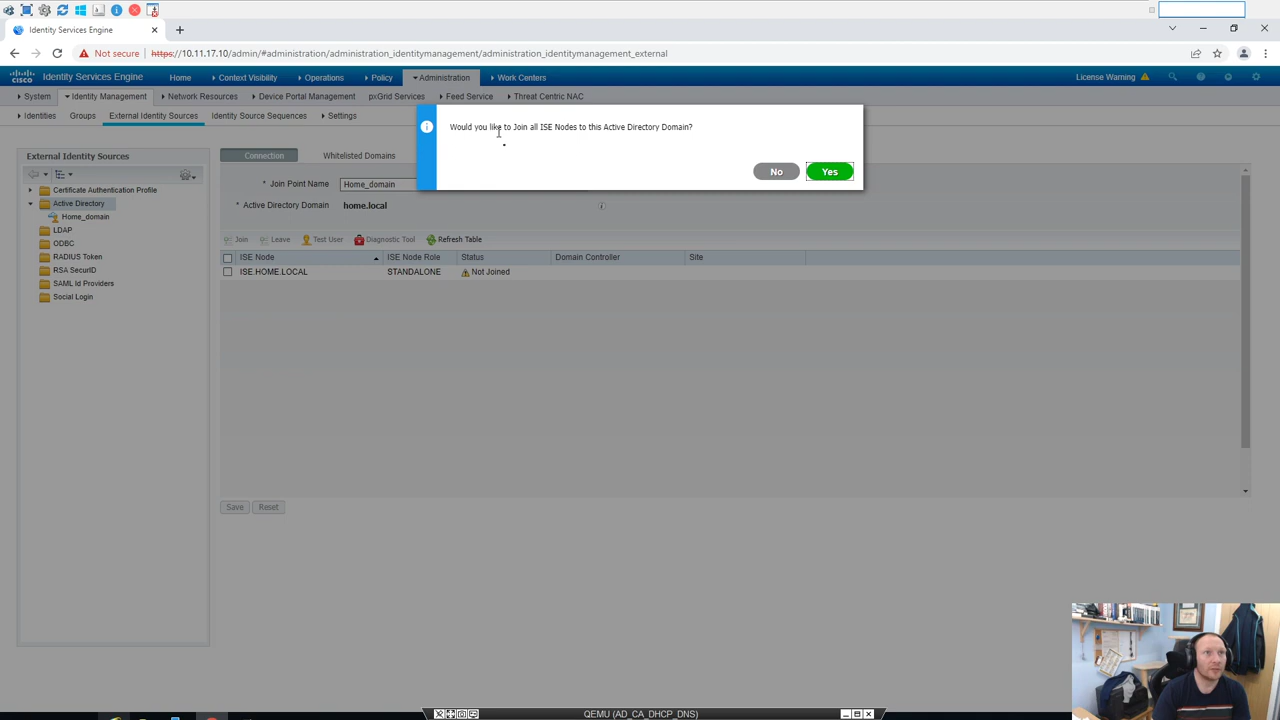 Identity Services Engine
Not secure https://10.11.17.10/admin/#administration/administration_identitymanagement/administration_identitymanagement_external
cisco Identity Services Engine Home Context Visibility Operations Policy Administration Work Centers License Warning
System Identity Management Network Resources Device Portal Management pxGrid Services Feed Service Threat Centric NAC
Identities Groups External Identity Sources Identity Source Sequences Settings
Would you like to Join all ISE Nodes to this Active Directory Domain?
No Yes
External Identity Sources
Certificate Authentication Profile
Active Directory
Home_domain
LDAP
ODBC
RADIUS Token
RSA SecurID
SAML Id Providers
Social Login
Connection Whitelisted Domains
* Join Point Name Home_domain
* Active Directory Domain home.local
Join Leave Test User Diagnostic Tool Refresh Table
ISE Node ISE Node Role Status Domain Controller Site
ISE.HOME.LOCAL STANDALONE Not Joined
Save Reset
QEMU (AD_CA_DHCP_DNS)